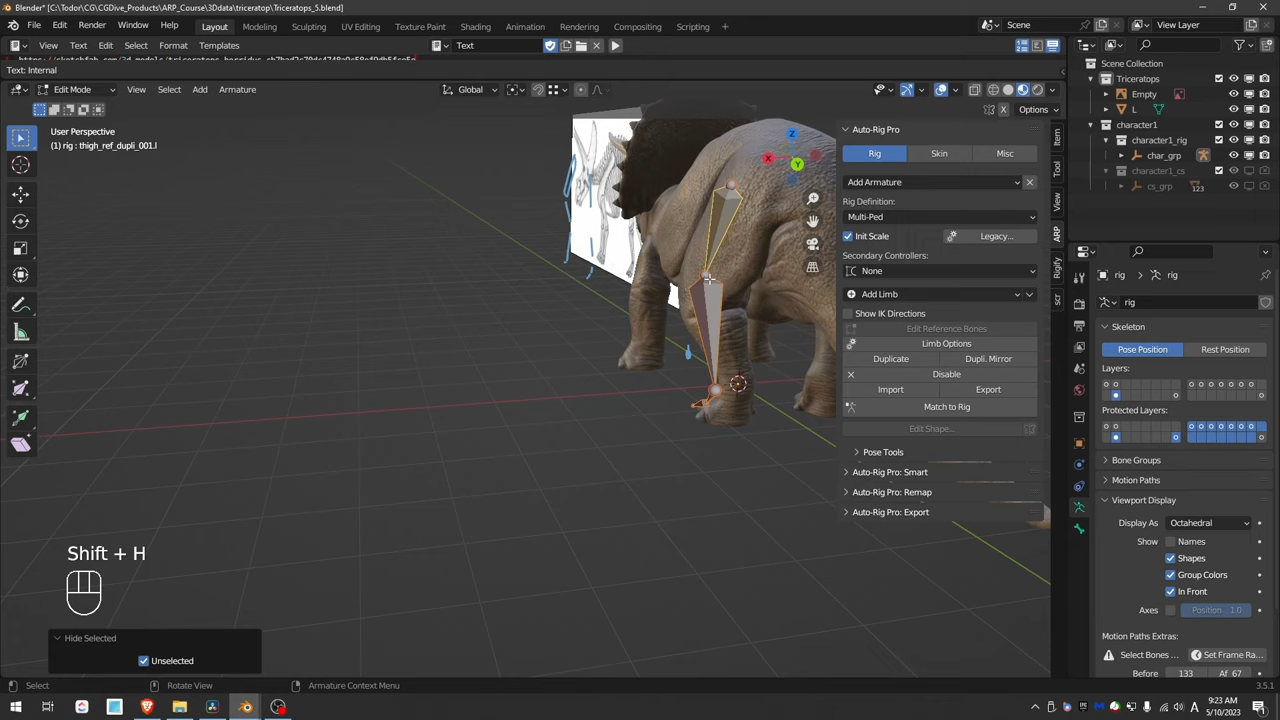 Blender* [C:\Todor\CG\CGDive_Products\ARP_Course\3Ddata\triceratop\Triceratops_5.blend]
File Edit Render Window Help Layout Modeling Sculpting UV Editing Texture Paint Shading Animation Rendering Compositing Scripting Scene View Layer
View Text Edit Select Format Templates Text
Text: Internal
Edit Mode View Select Add Armature Global Options
User Perspective
(1) rig : thigh_ref_dupli_001.l
Auto-Rig Pro
Rig Skin Misc
Add Armature
Rig Definition:
Multi-Ped
Init Scale Legacy...
Secondary Controllers:
None
Add Limb
Show IK Directions
Edit Reference Bones
Limb Options
Duplicate Dupli. Mirror
Disable
Import Export
Match to Rig
Edit Shape...
Pose Tools
Auto-Rig Pro: Smart
Auto-Rig Pro: Remap
Auto-Rig Pro: Export
Item
Tool
View
ARP
Rigify
scr
X
Y
Z
Scene Collection
Triceratops
Empty
L
character1
character1_rig
char_grp
character1_cs
cs_grp 123
rig rig
rig
Skeleton
Pose Position Rest Position
Layers:
Protected Layers:
Bone Groups
Motion Paths
Viewport Display
Display As Octahedral
Show Names
Shapes
Group Colors
In Front
Axes Position 1.0
Motion Paths Extras:
Select Bones ... Set Frame Ra...
Before 133 Af 67
Shift + H
Hide Selected
Unselected
Select Rotate View Armature Context Menu 3.5.1
9:23 AM
5/10/2023